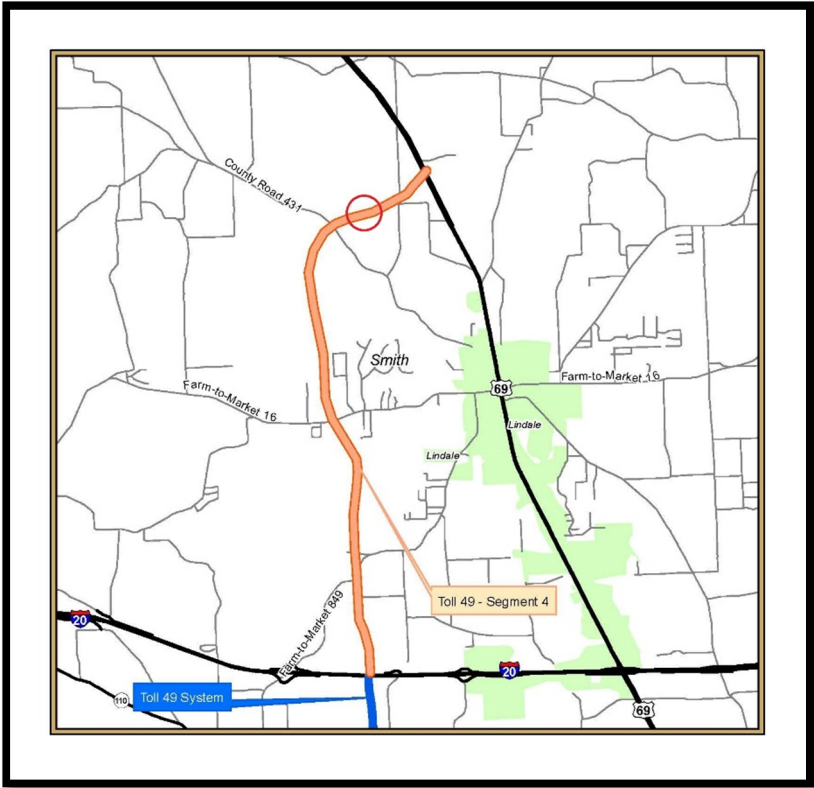 County Road 431
Smith
69
Farm-to-Market 16
Farm-to-Market 16
Lindale
Lindale
Toll 49 - Segment 4
Farm-to-Market 849
20
20
Toll 49 System
110
69